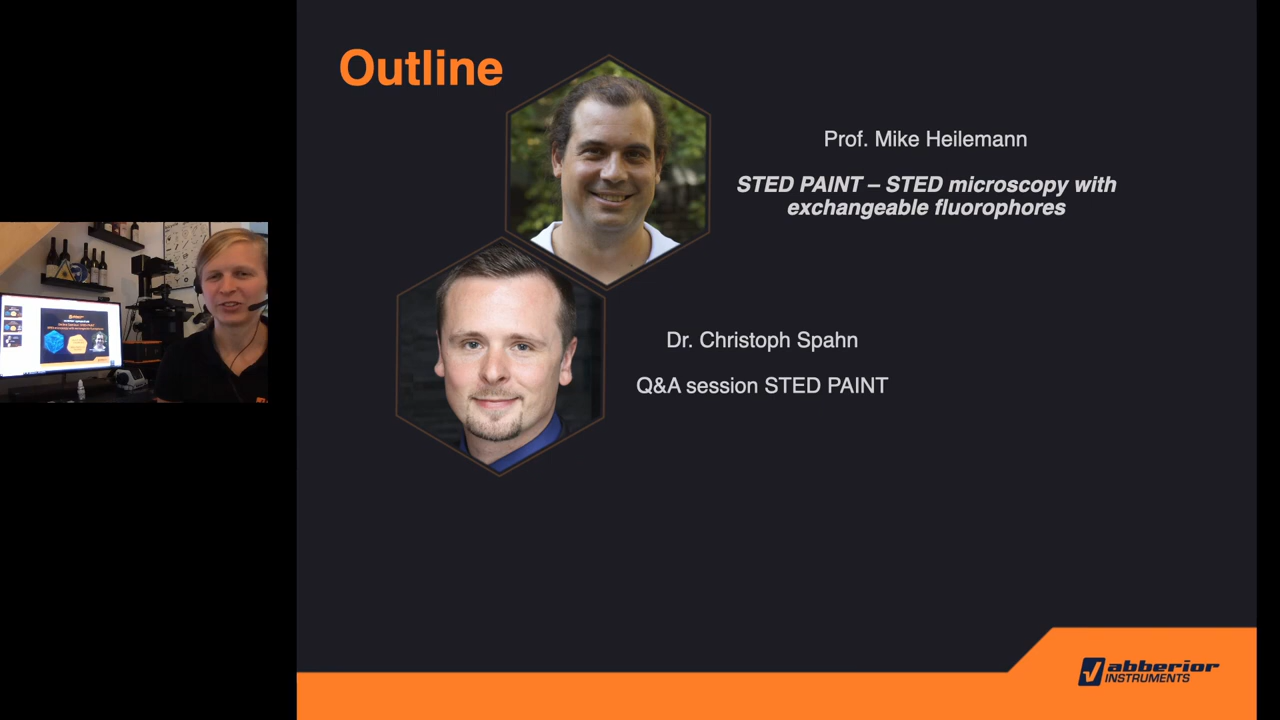 Outline
Prof. Mike Heilemann
STED PAINT – STED microscopy with
exchangeable fluorophores
Dr. Christoph Spahn
Q&A session STED PAINT
abberior
INSTRUMENTS